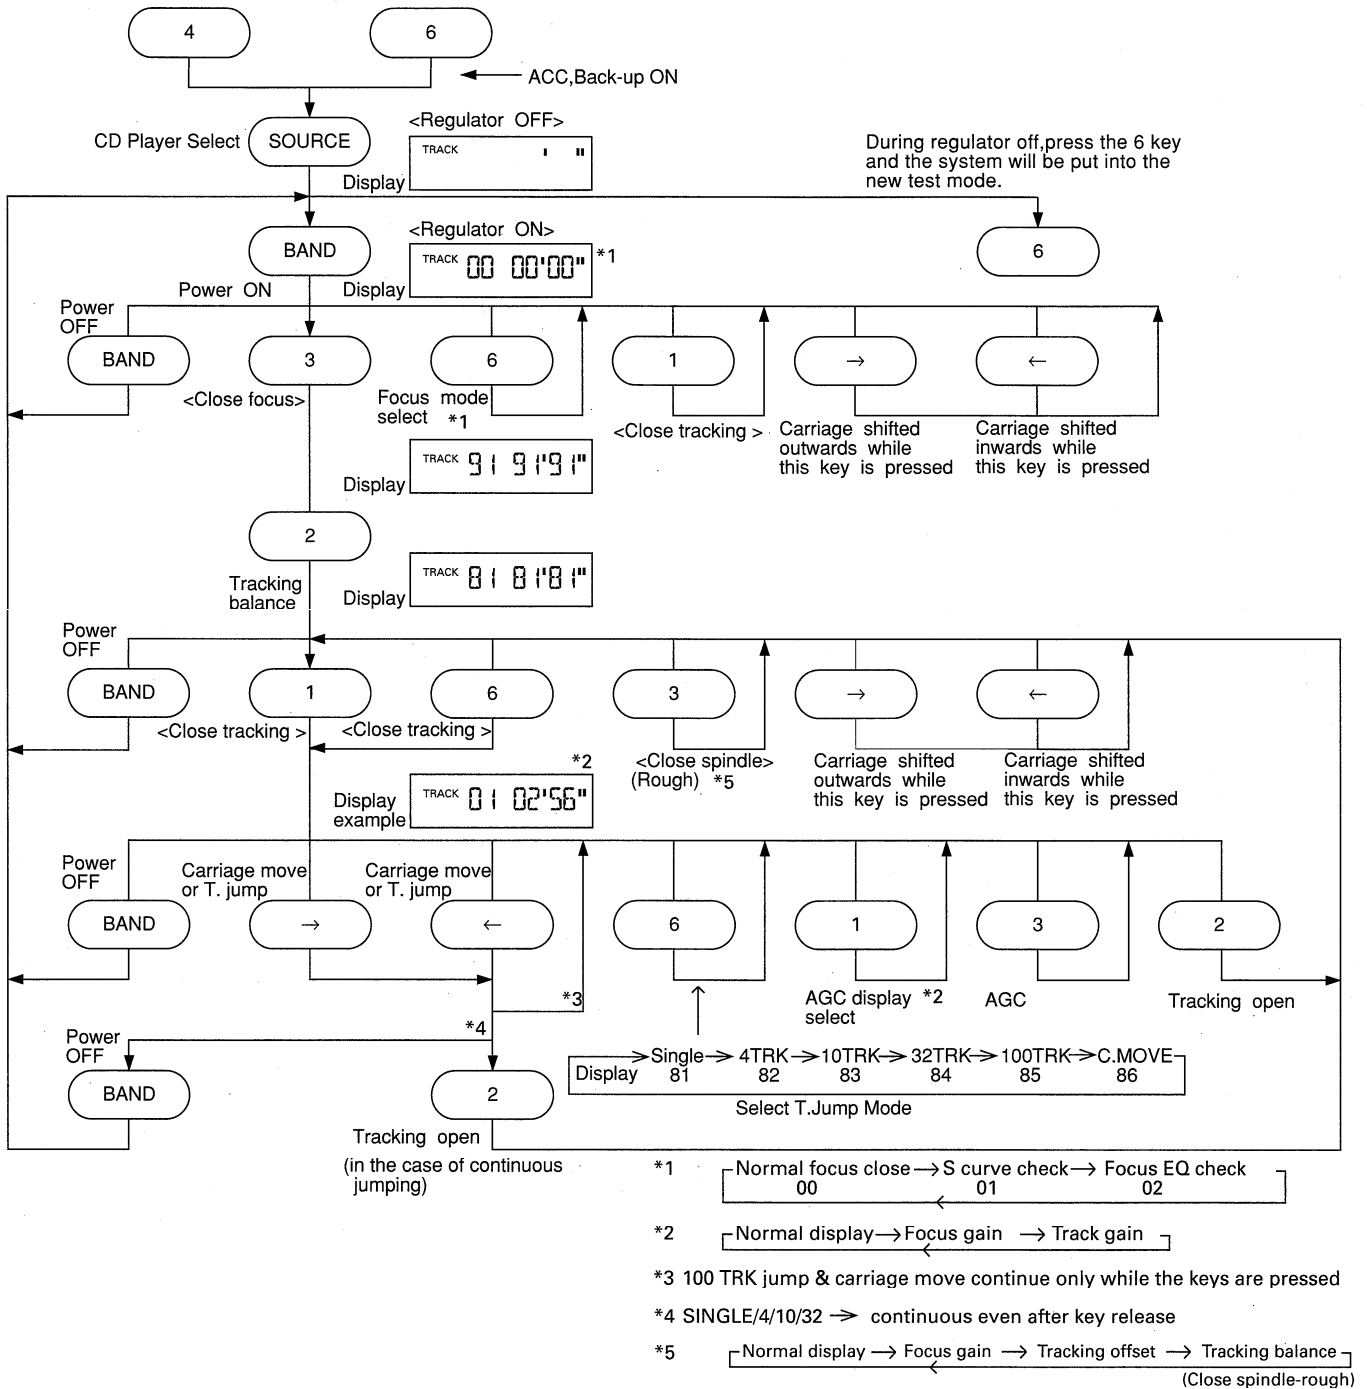 4
6
ACC,Back-up ON
CD Player Select
SOURCE
<Regulator OFF>
TRACK ' "
Display
During regulator off,press the 6 key
and the system will be put into the
new test mode.
BAND
<Regulator ON>
TRACK 00 00'00"
*1
6
Power ON
Display
Power
OFF
BAND
3
6
1
→
←
<Close focus>
Focus mode
select *1
<Close tracking >
Carriage shifted
outwards while
this key is pressed
Carriage shifted
inwards while
this key is pressed
TRACK 91 91'91"
Display
2
Tracking
balance
TRACK 81 81'81"
Display
Power
OFF
BAND
1
6
3
→
←
<Close tracking >
<Close tracking >
<Close spindle>
(Rough) *5
Carriage shifted
outwards while
this key is pressed
Carriage shifted
inwards while
this key is pressed
*2
Display
example
TRACK 01 02'56"
Power
OFF
Carriage move
or T. jump
Carriage move
or T. jump
BAND
→
←
6
1
3
2
*3
AGC display *2
select
AGC
Tracking open
*4
Power
OFF
BAND
2
Display
Single → 4TRK → 10TRK → 32TRK → 100TRK → C.MOVE
81 82 83 84 85 86
Select T.Jump Mode
Tracking open
(in the case of continuous
jumping)
*1 Normal focus close → S curve check → Focus EQ check
00 01 02
*2 Normal display → Focus gain → Track gain
*3 100 TRK jump & carriage move continue only while the keys are pressed
*4 SINGLE/4/10/32 → continuous even after key release
*5 Normal display → Focus gain → Tracking offset → Tracking balance
(Close spindle-rough)